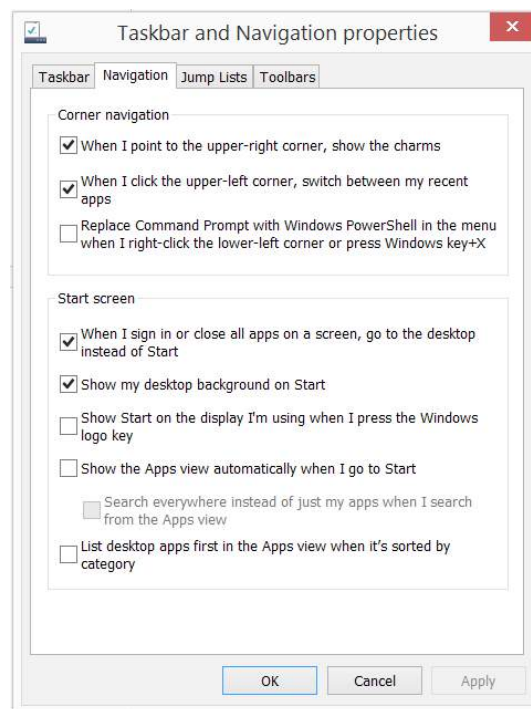 Taskbar and Navigation properties
Taskbar Navigation Jump Lists Toolbars
Corner navigation
When I point to the upper-right corner, show the charms
When I click the upper-left corner, switch between my recent
apps
Replace Command Prompt with Windows PowerShell in the menu
when I right-click the lower-left corner or press Windows key+X
Start screen
When I sign in or close all apps on a screen, go to the desktop
instead of Start
Show my desktop background on Start
Show Start on the display I'm using when I press the Windows
logo key
Show the Apps view automatically when I go to Start
Search everywhere instead of just my apps when I search
from the Apps view
List desktop apps first in the Apps view when it's sorted by
category
OK Cancel Apply